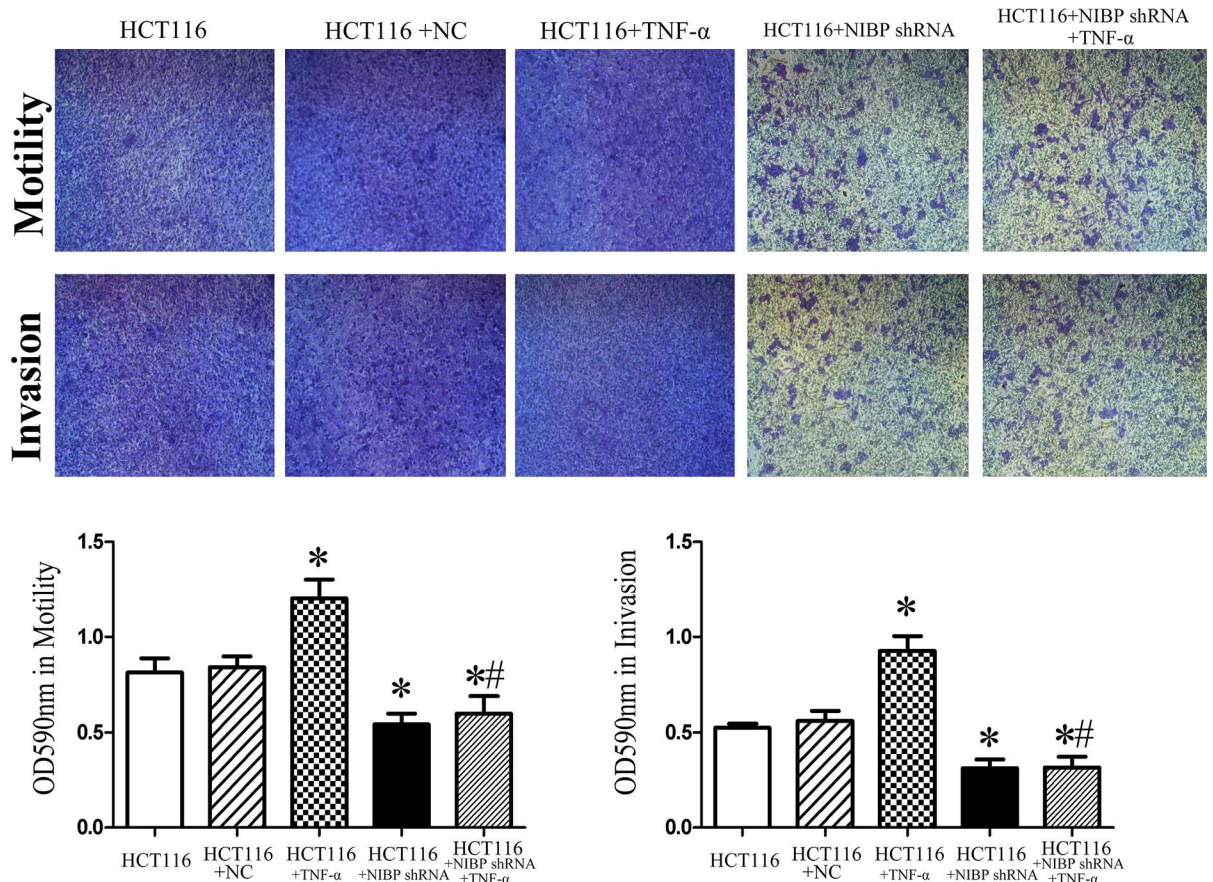 HCT116
HCT116 +NC
HCT116+TNF-α
HCT116+NIBP shRNA
HCT116+NIBP shRNA
+TNF-α
Motility
Invasion
OD590nm in Motility
1.5
1.0
0.5
0.0
*
*
*#
HCT116
HCT116
+NC
HCT116
+TNF-α
HCT116
+NIBP shRNA
HCT116
+NIBP shRNA
+TNF-α
OD590nm in Inivasion
1.5
1.0
0.5
0.0
*
*
*#
HCT116
HCT116
+NC
HCT116
+TNF-α
HCT116
+NIBP shRNA
HCT116
+NIBP shRNA
+TNF-α